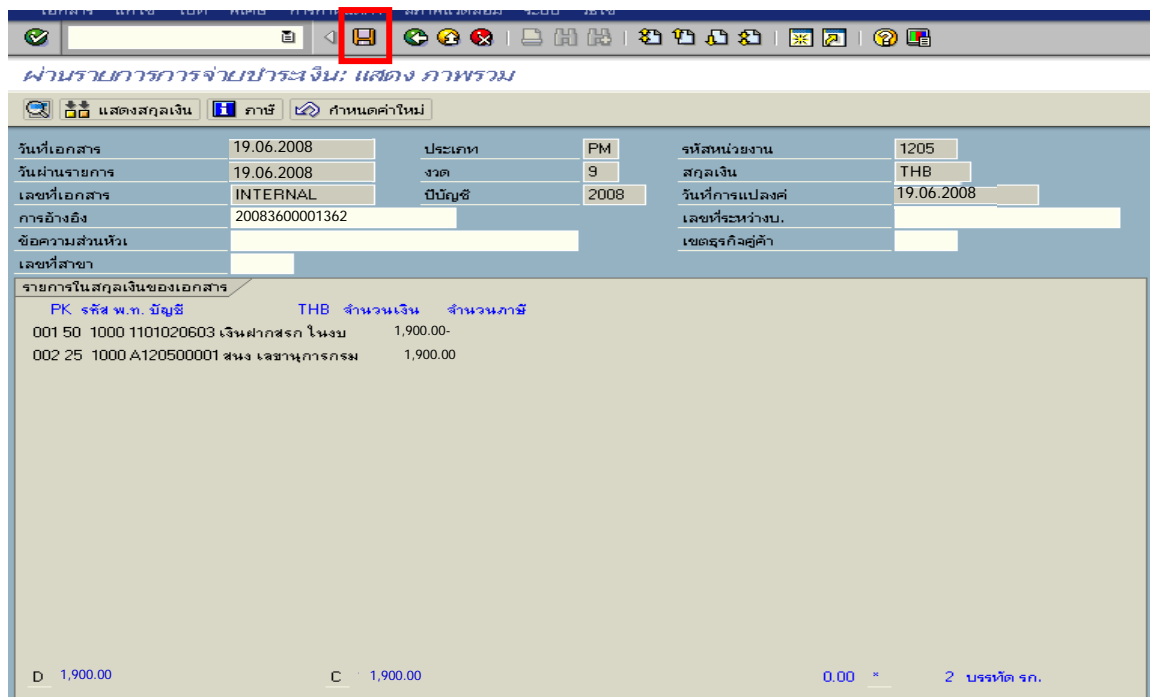 ผ่านรายการการจ่ายชำระเงิน: แสดง ภาพรวม
แสดงสกุลเงิน ภาษี กำหนดค่าใหม่
วันที่เอกสาร 19.06.2008 ประเภท PM รหัสหน่วยงาน 1205
วันผ่านรายการ 19.06.2008 งวด 9 สกุลเงิน THB
เลขที่เอกสาร INTERNAL ปีบัญชี 2008 วันที่การแปลงค่ 19.06.2008
การอ้างอิง 20083600001362 เลขที่ระหว่างบ.
ข้อความส่วนหัวเ เขตธุรกิจคู่ค้า
เลขที่สาขา
รายการในสกุลเงินของเอกสาร
PK รหัส พ.ท. บัญชี THB จำนวนเงิน จำนวนภาษี
001 50 1000 1101020603 เงินฝากสรก ในงบ 1,900.00-
002 25 1000 A120500001 สนง เลขานุการกรม 1,900.00
D 1,900.00 C 1,900.00 0.00 * 2 บรรทัด รก.